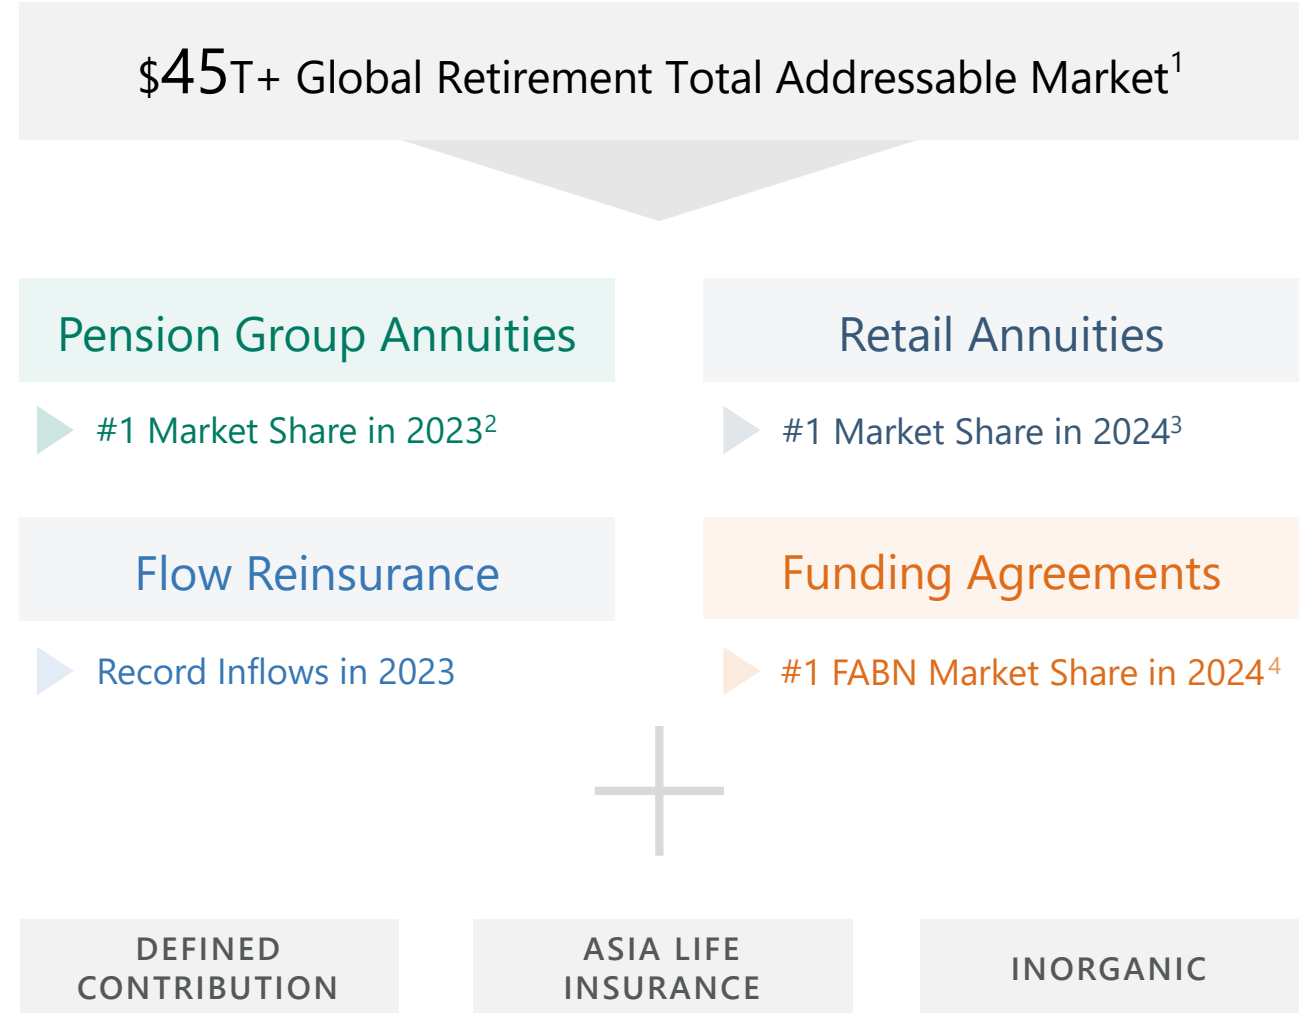 $45T+ Global Retirement Total Addressable Market¹
Pension Group Annuities
#1 Market Share in 2023²
Retail Annuities
#1 Market Share in 2024³
Flow Reinsurance
Record Inflows in 2023
Funding Agreements
#1 FABN Market Share in 2024⁴
DEFINED
CONTRIBUTION
ASIA LIFE
INSURANCE
INORGANIC